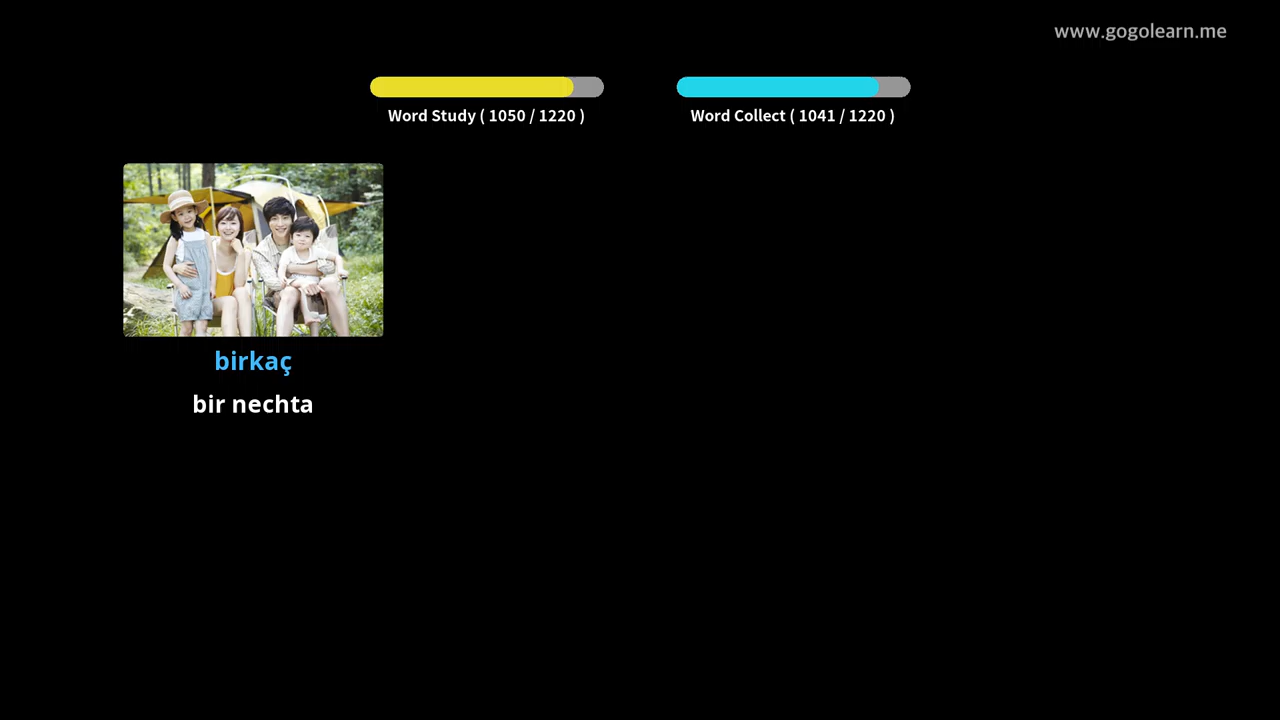 www.gogolearn.me
Word Study ( 1050 / 1220 )
Word Collect ( 1041 / 1220 )
birkaç
bir nechta